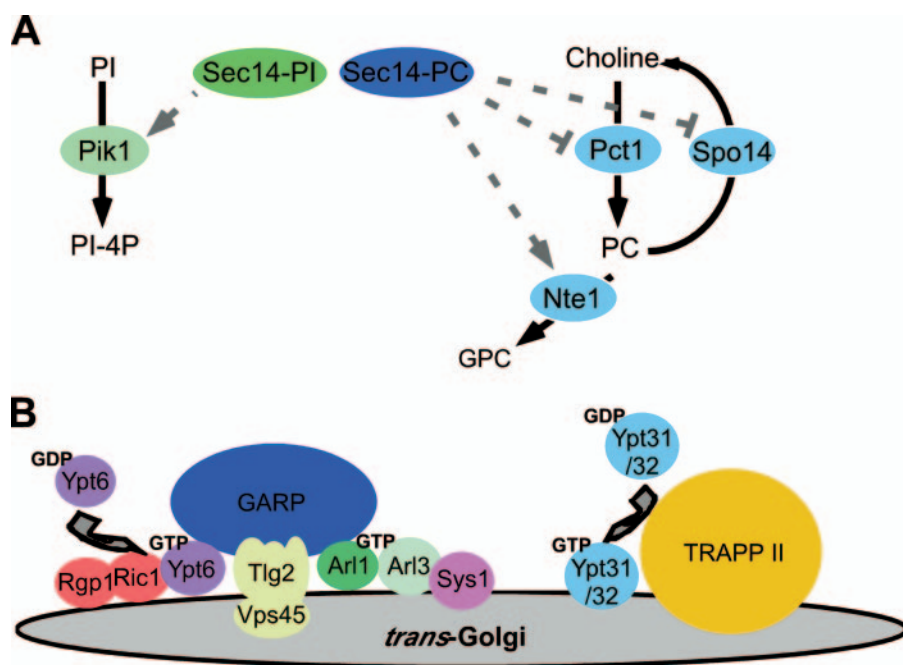 A
PI
Sec14-PI
Sec14-PC
Choline
Pik1
Pct1
Spo14
PI-4P
PC
Nte1
GPC
B
GDP
Ypt6
GARP
GDP
Ypt31
/32
GTP
GTP
GTP
TRAPP II
Rgp1
Ric1
Ypt6
Tlg2
Arl1
Arl3
Sys1
Ypt31
/32
Vps45
trans-Golgi